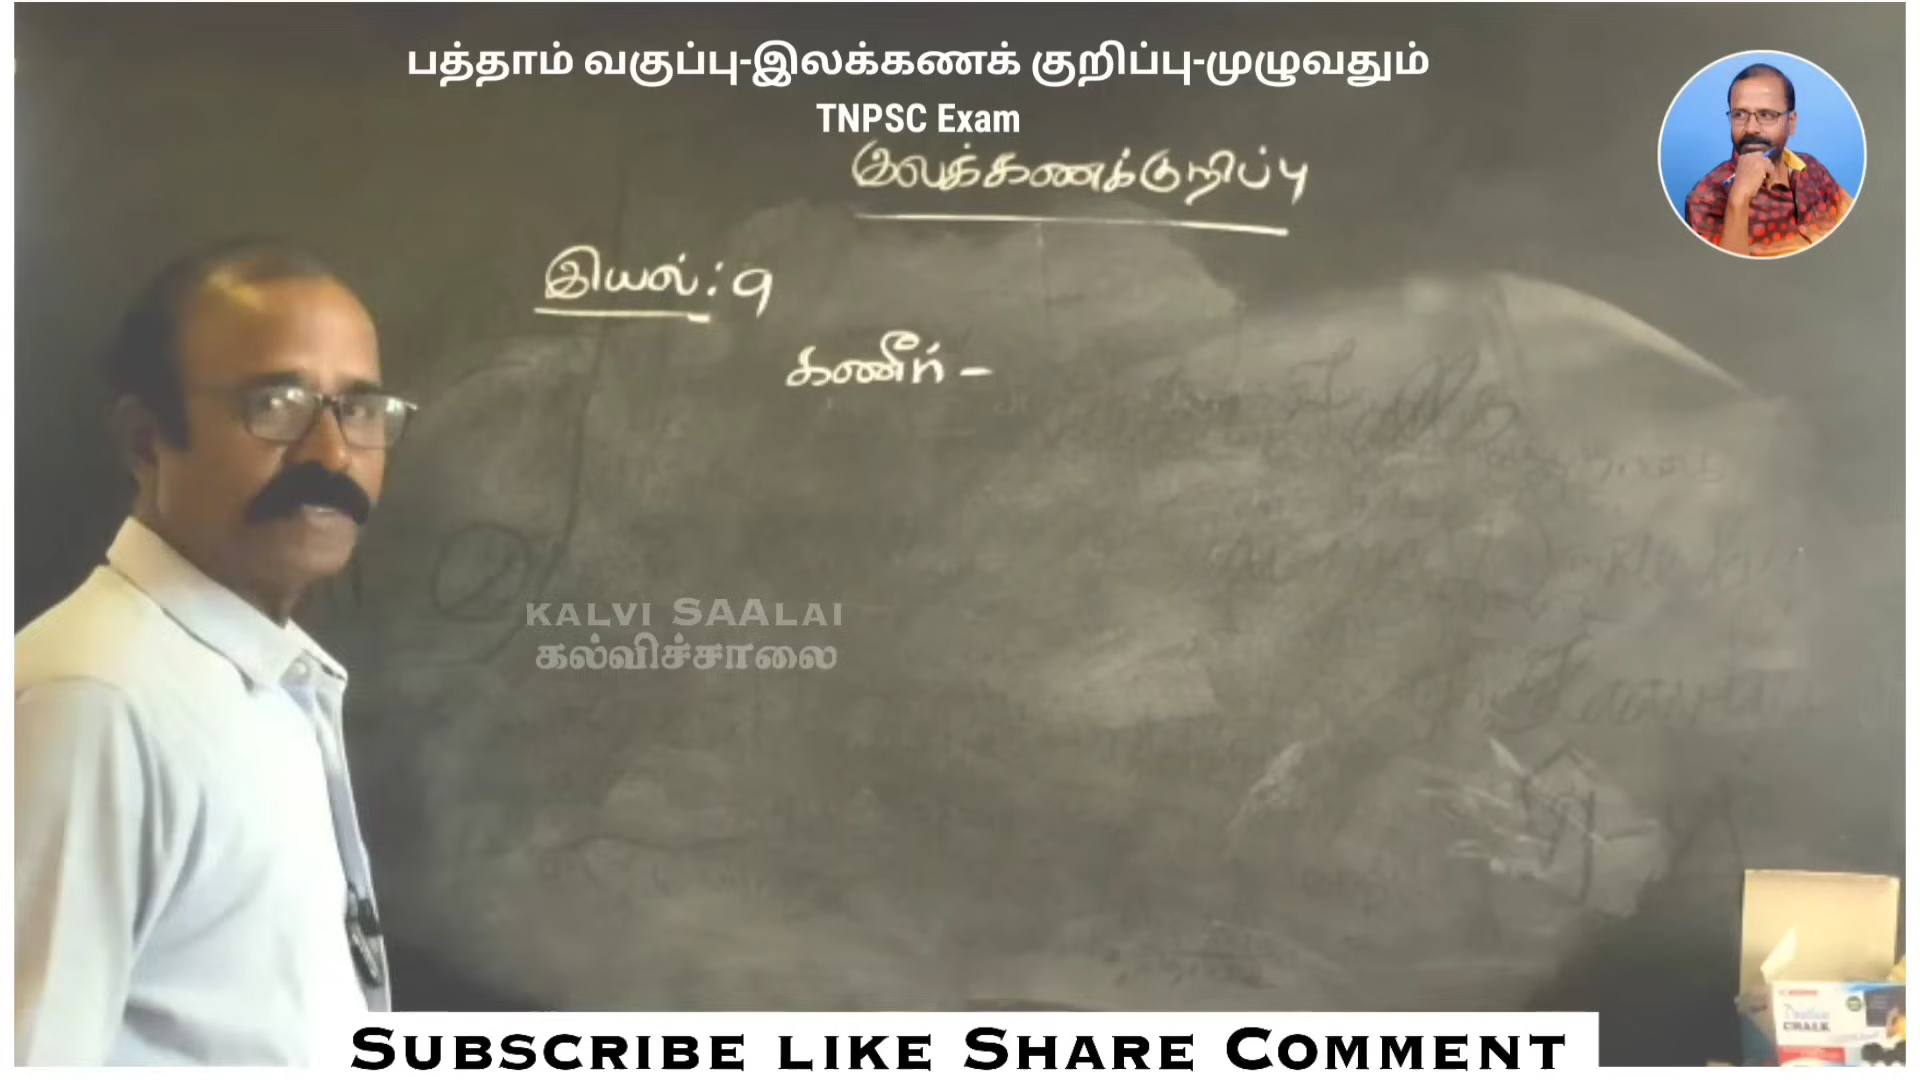 பத்தாம் வகுப்பு-இலக்கணக் குறிப்பு-முழுவதும்
TNPSC Exam
இலக்கணக்குறிப்பு
இயல்: 9
கணீர் -
KALVI SAALAI
கல்விச்சாலை
CHALK
SUBSCRIBE LIKE SHARE COMMENT